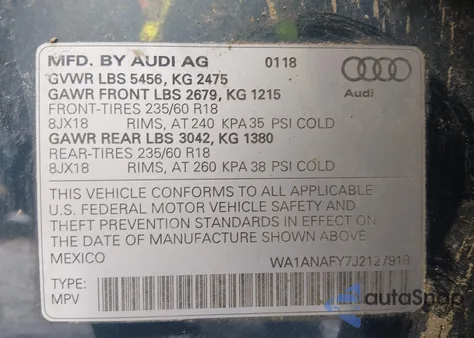 MFD. BY AUDI AG 0118
GVWR LBS 5456, KG 2475
GAWR FRONT LBS 2679, KG 1215
FRONT-TIRES 235/60 R18
8JX18 RIMS, AT 240 KPA 35 PSI COLD
GAWR REAR LBS 3042, KG 1380
REAR-TIRES 235/60 R18
8JX18 RIMS, AT 260 KPA 38 PSI COLD
Audi
THIS VEHICLE CONFORMS TO ALL APPLICABLE
U.S. FEDERAL MOTOR VEHICLE SAFETY AND
THEFT PREVENTION STANDARDS IN EFFECT ON
THE DATE OF MANUFACTURE SHOWN ABOVE.
MEXICO WA1ANAFY7J2127918
TYPE:
MPV
autaSnap